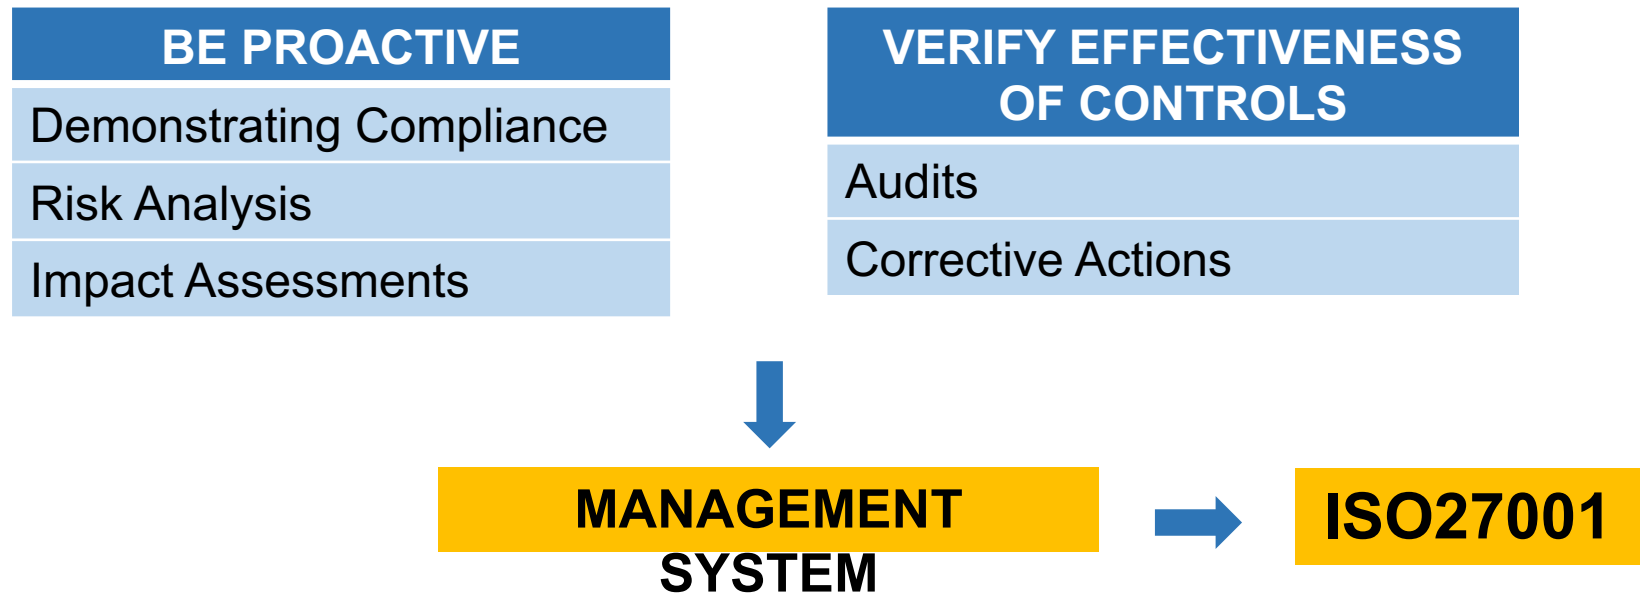 BE PROACTIVE
Demonstrating Compliance
Risk Analysis
Impact Assessments
VERIFY EFFECTIVENESS
OF CONTROLS
Audits
Corrective Actions
MANAGEMENT
SYSTEM
ISO27001